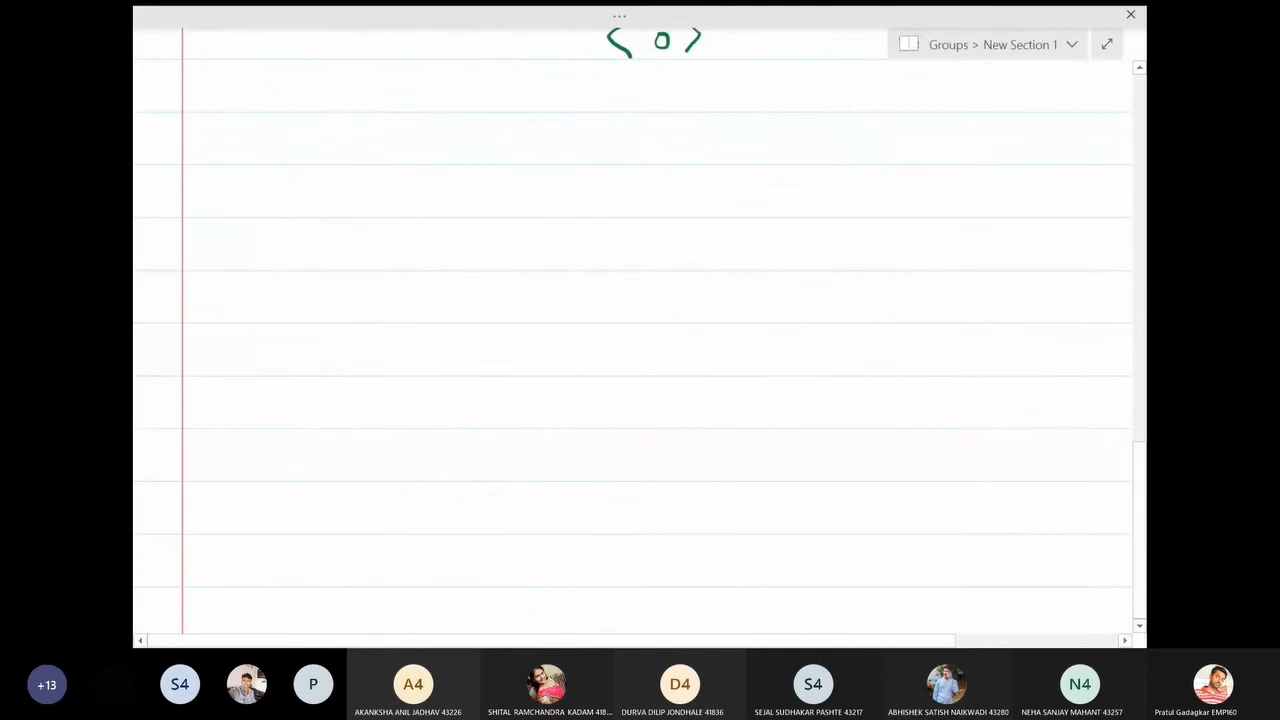 ...
⟨ 0 ⟩
Groups > New Section 1
+13
S4
P
A4
D4
S4
N4
AKANKSHA ANIL JADHAV 43226
SHITAL RAMCHANDRA KADAM 418...
DURVA DILIP JONDHALE 41836
SEJAL SUDHAKAR PASHTE 43217
ABHISHEK SATISH NAIKWADI 43280
NEHA SANJAY MAHANT 43257
Pratul Gadagkar EMP160